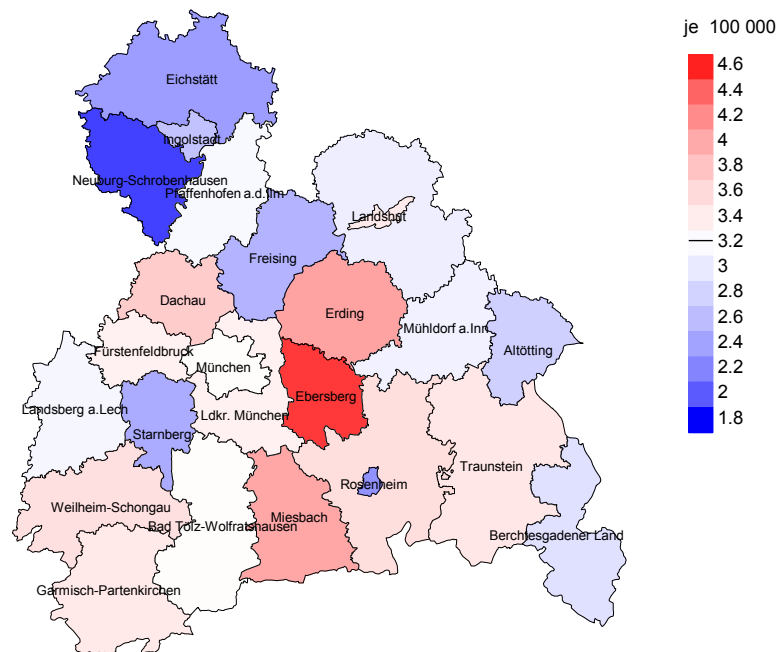 je 100 000
4.6
4.4
4.2
4
3.8
3.6
3.4
3.2
3
2.8
2.6
2.4
2.2
2
1.8
Eichstätt
Ingolstadt
Neuburg-Schrobenhausen
Pfaffenhofen a.d.Ilm
Landshst
Freising
Dachau
Erding
Mühldorf a.Inn
Altötting
Fürstenfeldbruck
München
Ebersberg
Landsberg a.Lech
Ldkr. München
Starnberg
Traunstein
Rosenheim
Weilheim-Schongau
Miesbach
Bad Tölz-Wolfratshausen
Berchtesgadener Land
Garmisch-Partenkirchen